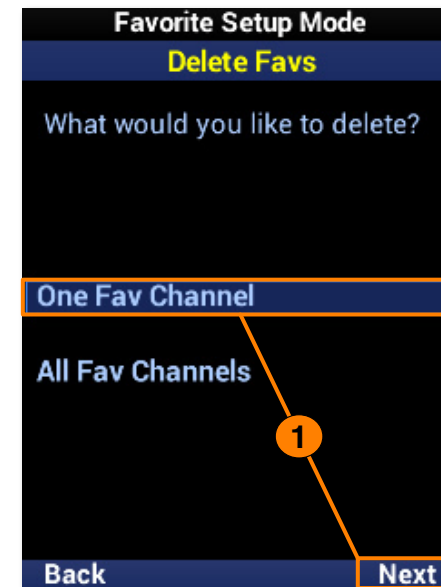 Favorite Setup Mode
Delete Favs
What would you like to delete?
One Fav Channel
All Fav Channels
1
Back Next